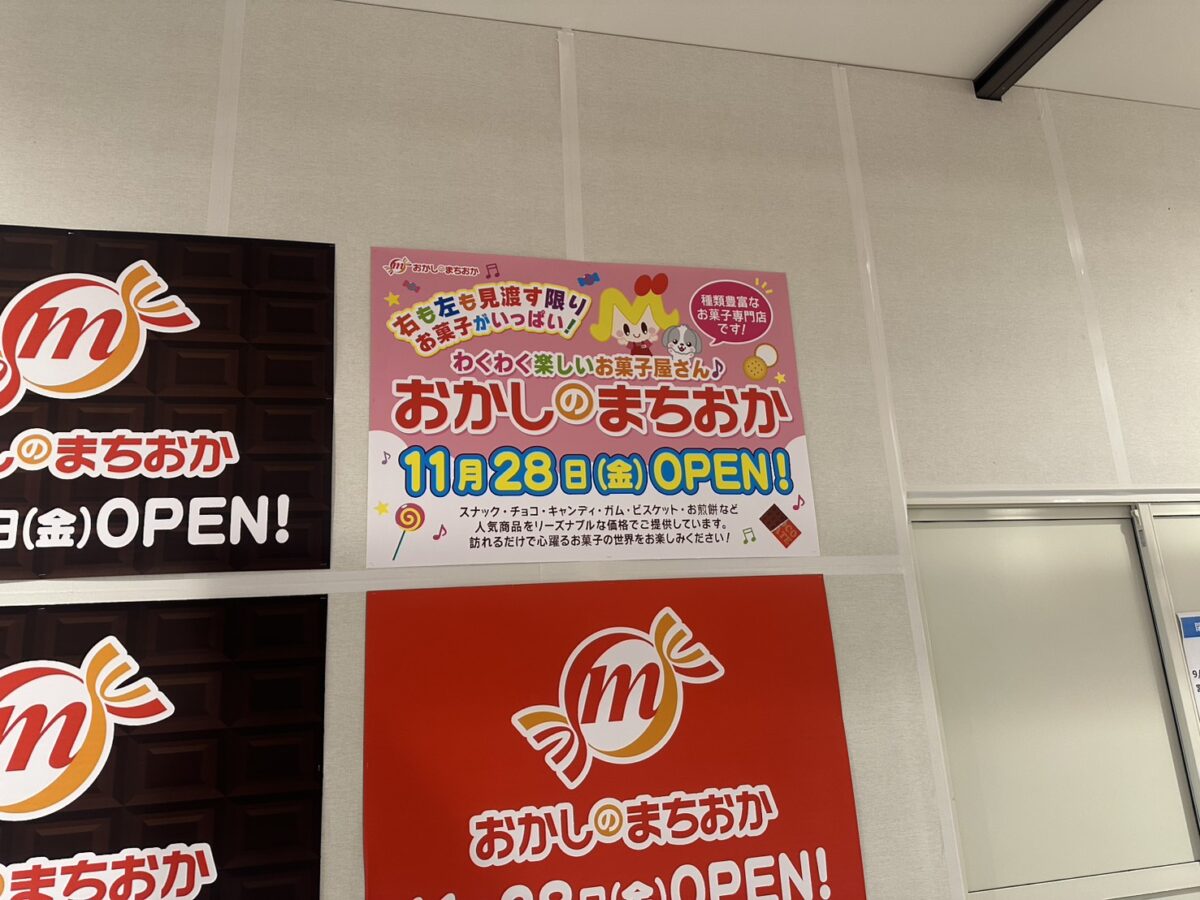 m おかしのまちおか
右も左も見渡す限り
お菓子がいっぱい!
種類豊富な
お菓子専門店
です!
わくわく楽しいお菓子屋さん♪
おかしのまちおか
11月28日(金)OPEN!
スナック・チョコ・キャンディ・ガム・ビスケット・お煎餅など
人気商品をリーズナブルな価格でご提供しています。
訪れるだけで心躍るお菓子の世界をお楽しみください!
m
しのまちおか
日(金)OPEN!
m
のまちおか
m
おかしのまちおか
11月28日(金)OPEN!